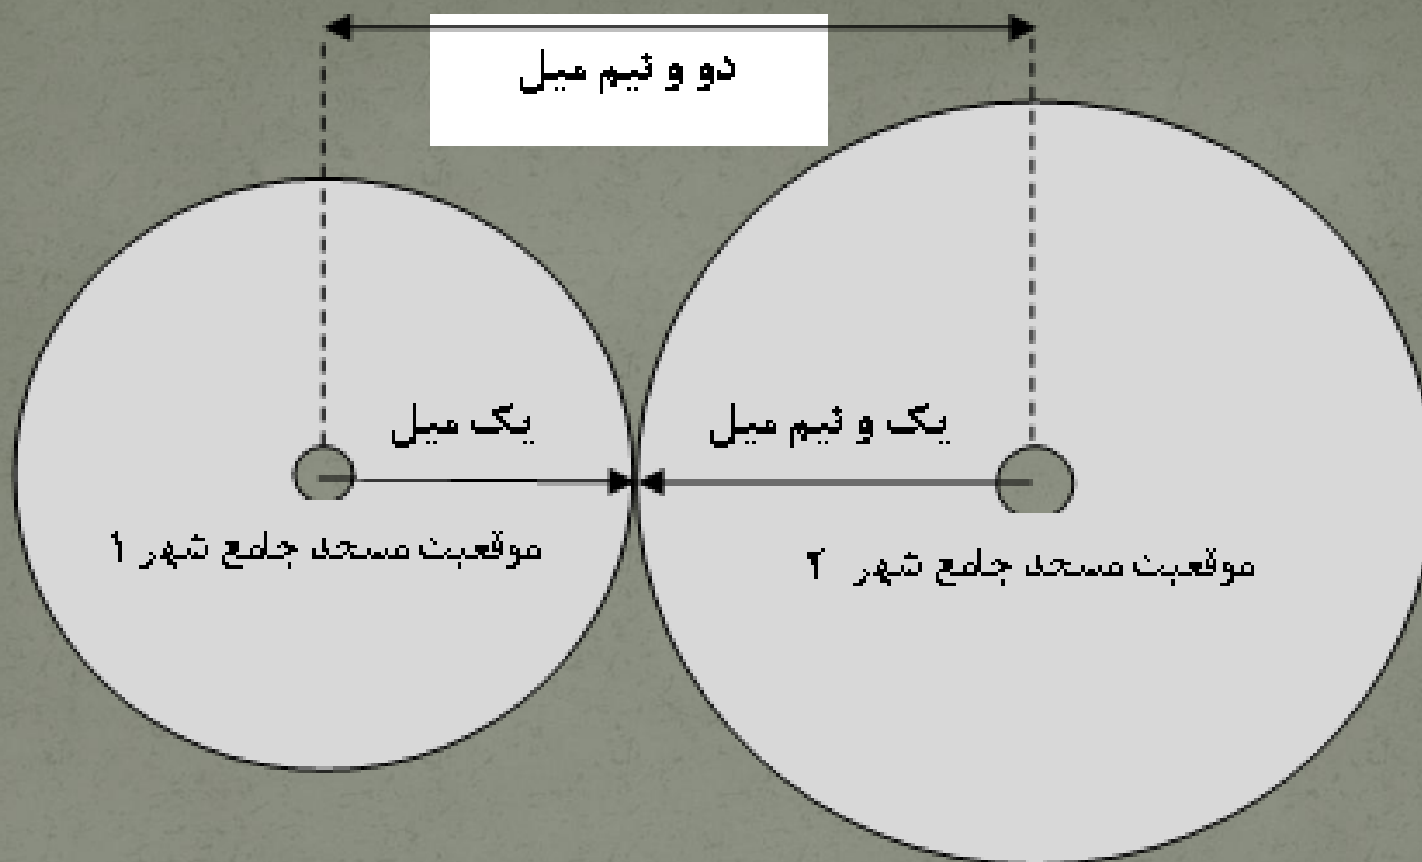 دو و نیم میل
یک و نیم میل
یک میل
موقعیت مسجد جامع شهر ۲
موقعیت مسجد جامع شهر ۱